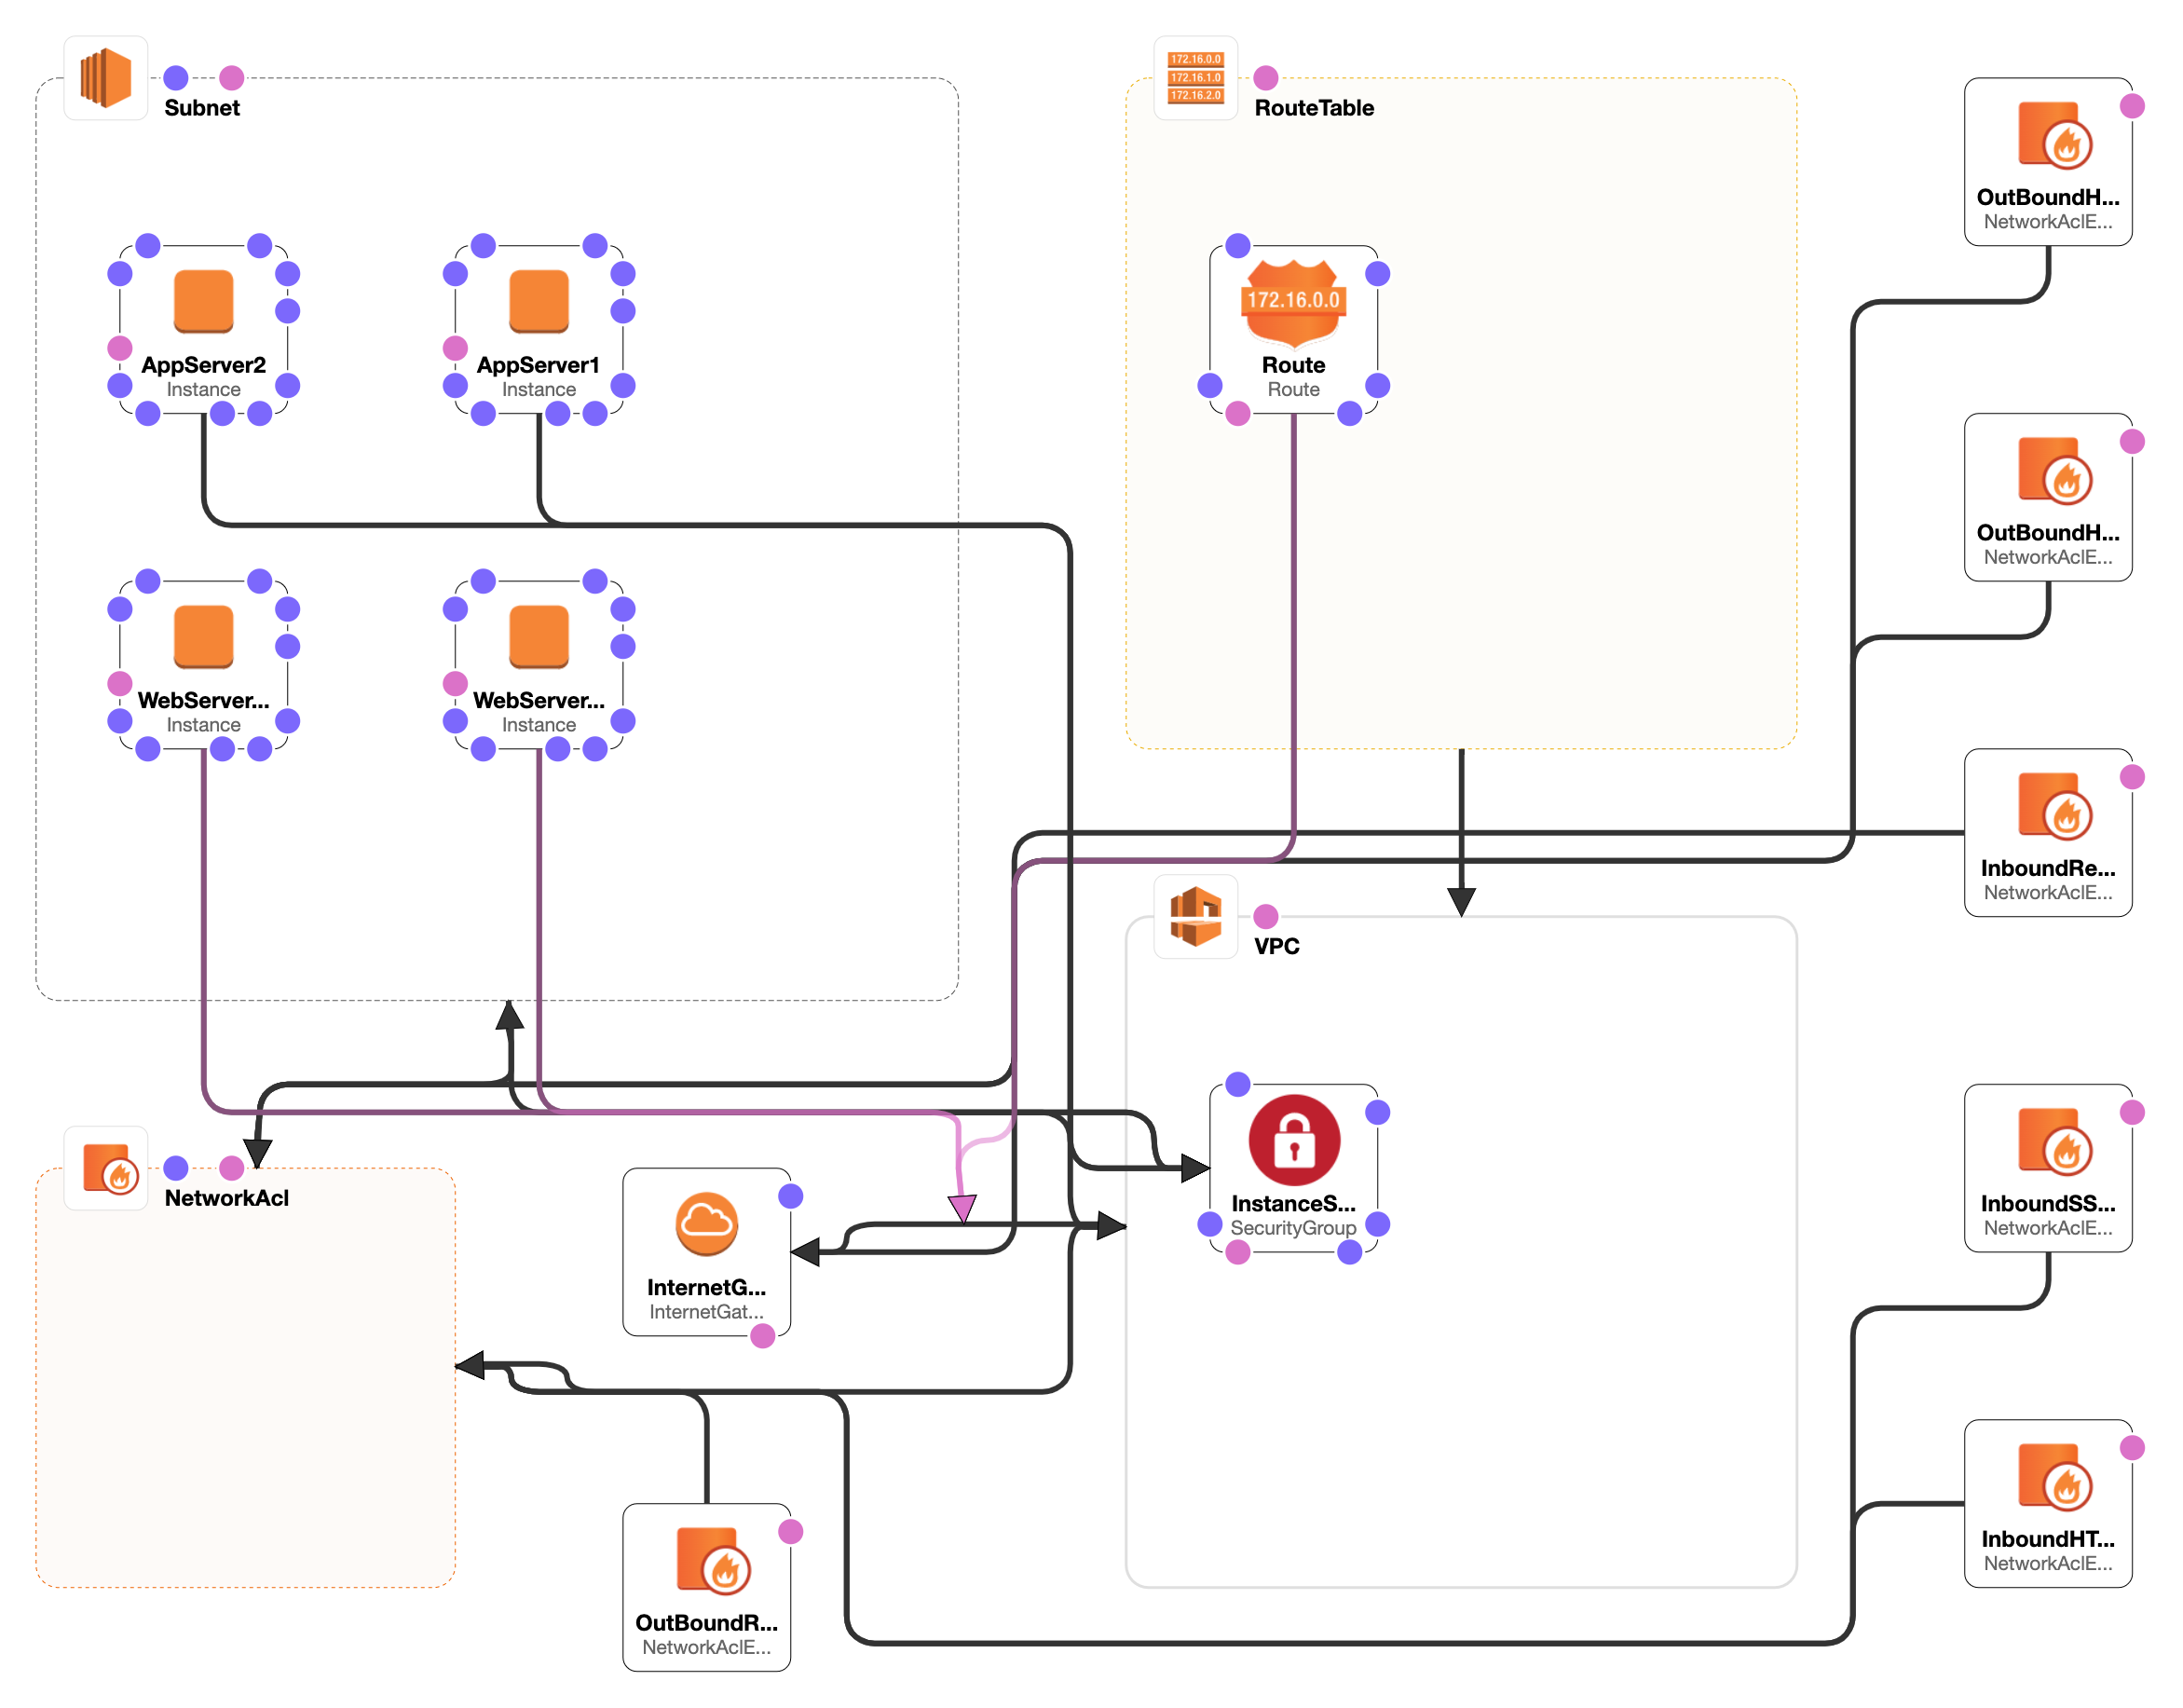 Subnet
172.16.0.0
172.16.1.0
172.16.2.0
RouteTable
OutBoundH...
NetworkAclE...
AppServer2
Instance
AppServer1
Instance
172.16.0.0
Route
Route
OutBoundH...
NetworkAclE...
WebServer...
Instance
WebServer...
Instance
InboundRe...
NetworkAclE...
VPC
NetworkAcl
InternetG...
InternetGat...
InstanceS...
SecurityGroup
InboundSS...
NetworkAclE...
OutBoundR...
NetworkAclE...
InboundHT...
NetworkAclE...